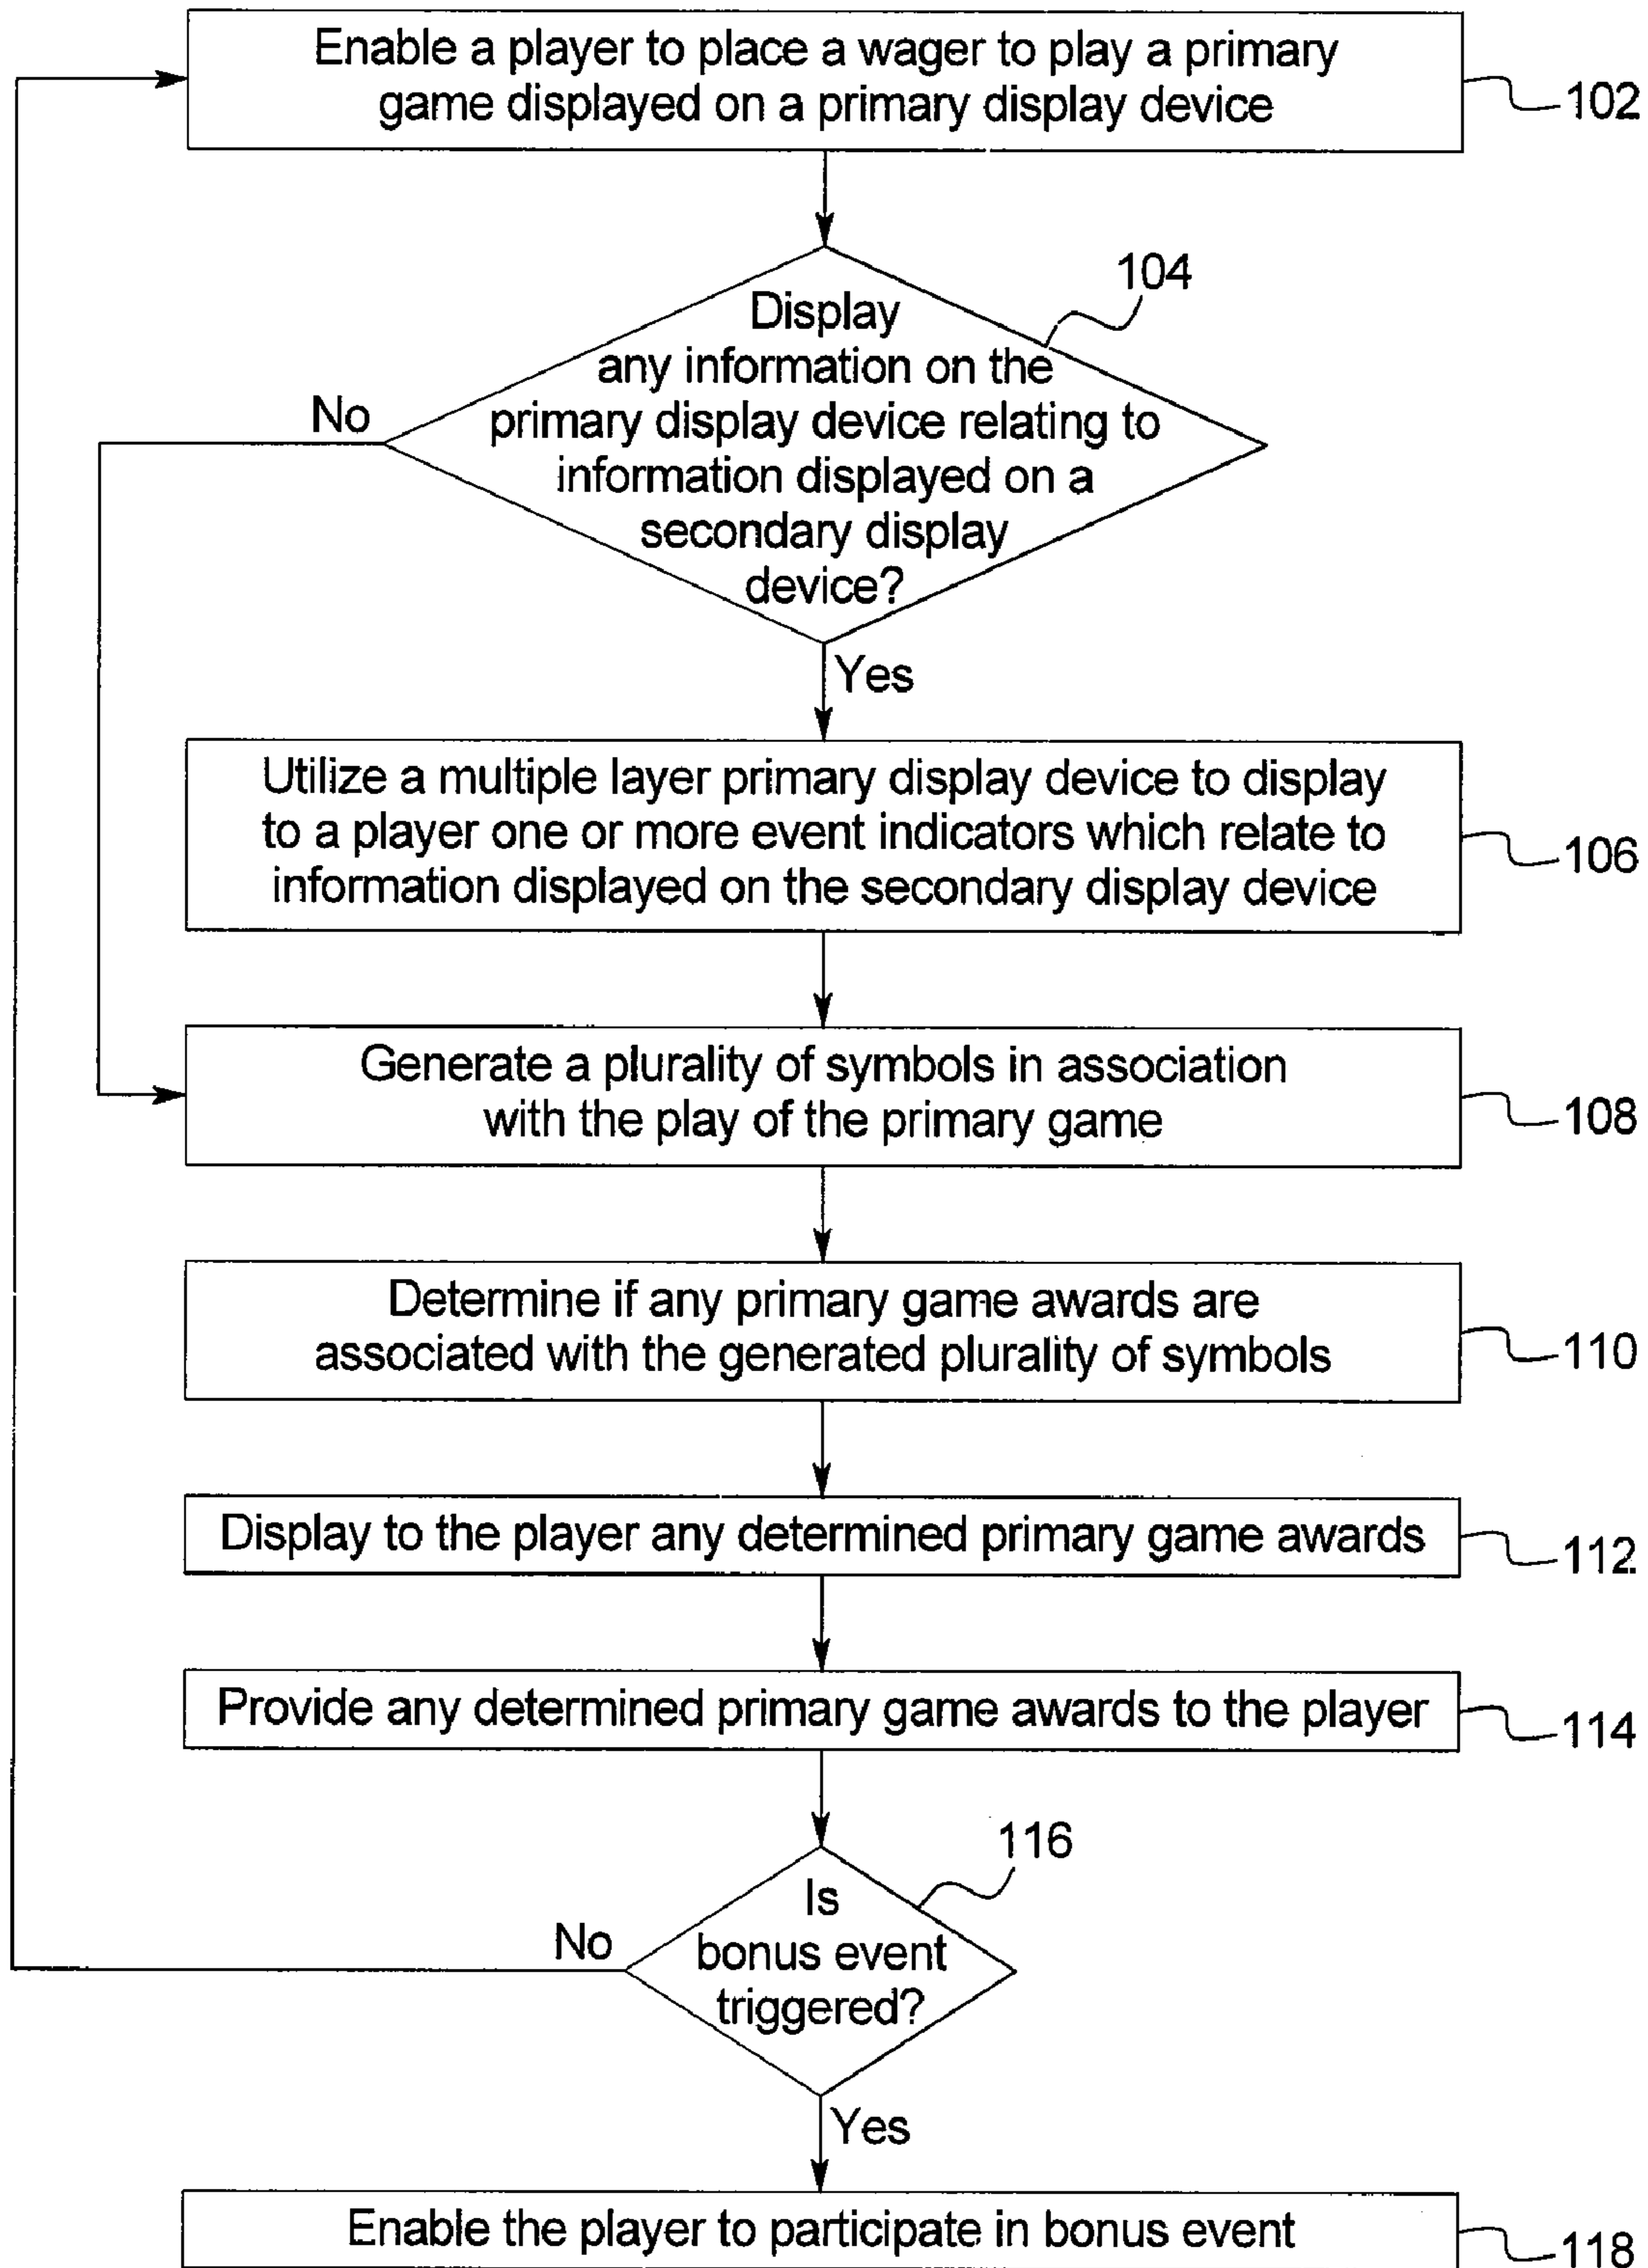 Enable a player to place a wager to play a primary
game displayed on a primary display device
102
104
Display
any information on the
primary display device relating to
information displayed on a
secondary display
device?
No
Yes
Utilize a multiple layer primary display device to display
to a player one or more event indicators which relate to
information displayed on the secondary display device
106
Generate a plurality of symbols in association
with the play of the primary game
108
Determine if any primary game awards are
associated with the generated plurality of symbols
110
Display to the player any determined primary game awards
112
Provide any determined primary game awards to the player
114
116
Is
bonus event
triggered?
No
Yes
Enable the player to participate in bonus event
118